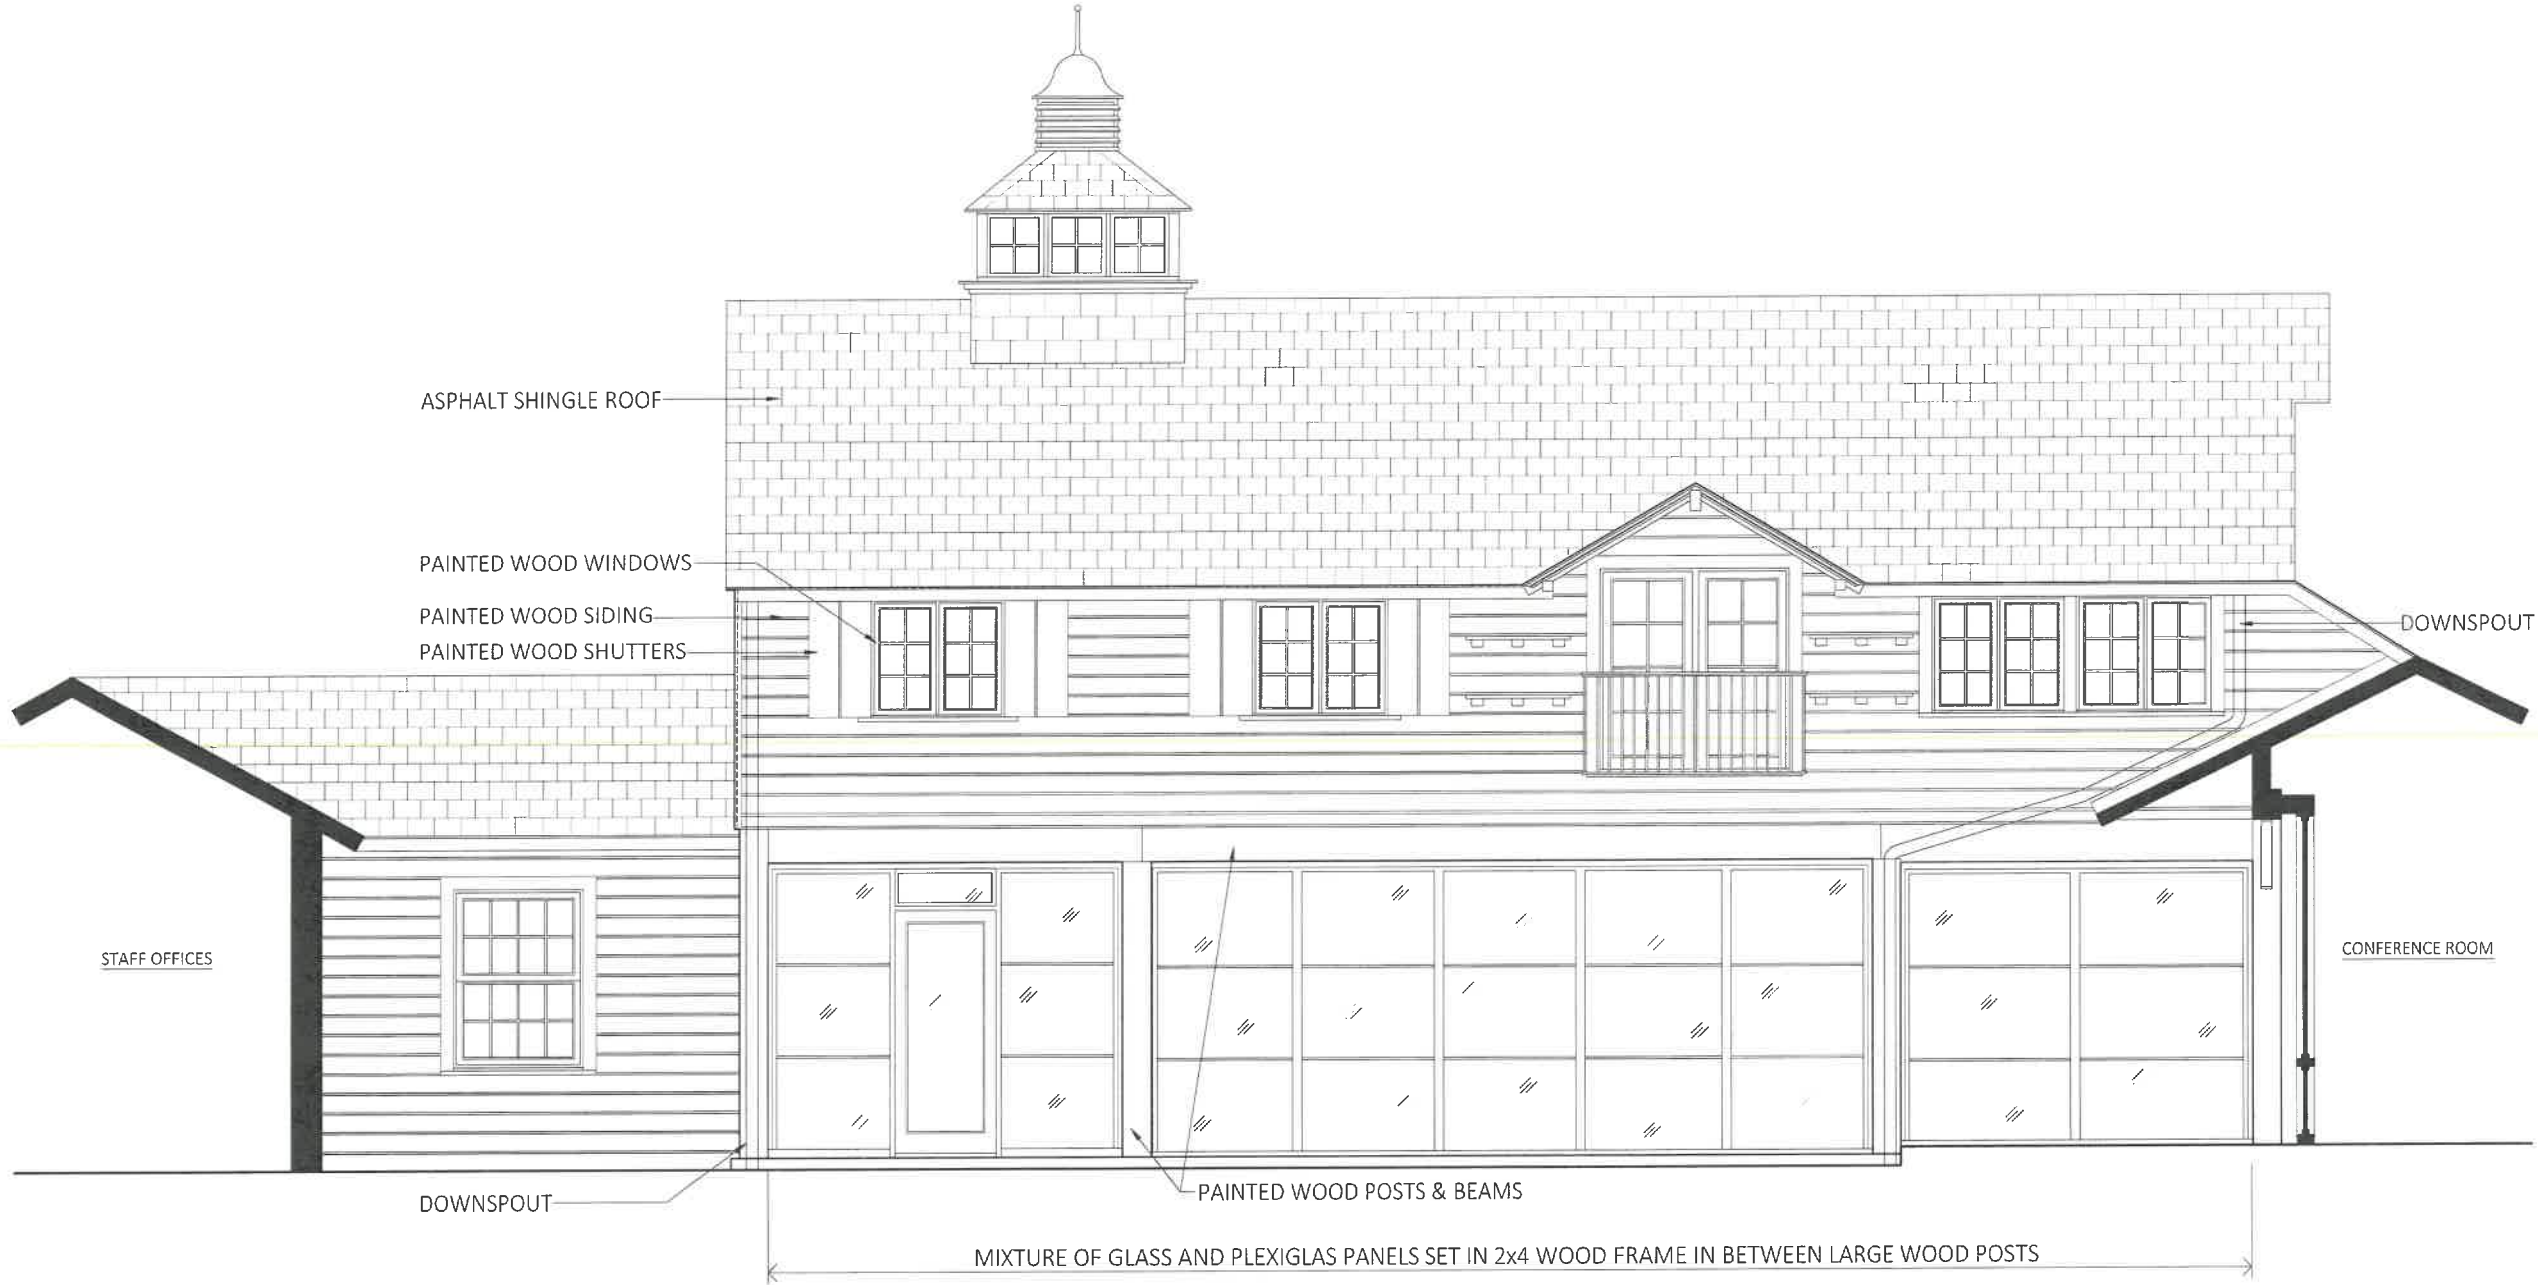 ASPHALT SHINGLE ROOF
PAINTED WOOD WINDOWS
PAINTED WOOD SIDING
PAINTED WOOD SHUTTERS
DOWNSPOUT
STAFF OFFICES
CONFERENCE ROOM
DOWNSPOUT
PAINTED WOOD POSTS & BEAMS
MIXTURE OF GLASS AND PLEXIGLAS PANELS SET IN 2x4 WOOD FRAME IN BETWEEN LARGE WOOD POSTS